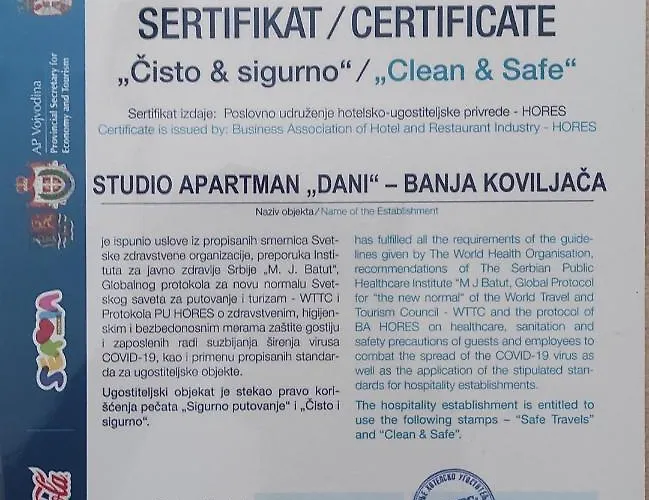 SERTIFIKAT / CERTIFICATE
„Čisto & sigurno“ / „Clean & Safe“
Sertifikat izdaje: Poslovno udruženje hotelsko-ugostiteljske privrede - HORES
Certificate is issued by: Business Association of Hotel and Restaurant Industry - HORES
STUDIO APARTMAN „DANI“ – BANJA KOVILJAČA
Naziv objekta/Name of the Establishment
je ispunio uslove iz propisanih smernica Svet-
ske zdravstvene organizacije, preporuka Insti-
tuta za javno zdravlje Srbije „M. J. Batut“,
Globalnog protokola za novu normalu Svet-
skog saveta za putovanje i turizam - WTTC i
Protokola PU HORES o zdravstvenim, higijen-
skim i bezbedonosnim merama zaštite gostiju
i zaposlenih radi suzbijanja širenja virusa
COVID-19, kao i primenu propisanih standar-
da za ugostiteljske objekte.
Ugostiteljski objekat je stekao pravo kori-
šćenja pečata „Sigurno putovanje“ i „Čisto i
sigurno“.
has fulfilled all the requirements of the guide-
lines given by The World Health Organisation,
recommendations of The Serbian Public
Healthcare Institute “M J Batut, Global Protocol
for “the new normal” of the World Travel and
Tourism Council - WTTC and the protocol of
BA HORES on healthcare, sanitation and
safety precautions of guests and employees to
combat the spread of the COVID-19 virus as
well as the application of the stipulated stan-
dards for hospitality establishments.
The hospitality establishment is entitled to
use the following stamps – “Safe Travels”
and “Clean & Safe”.
AP Vojvodina
Provincial Secretary for
Economy and Tourism